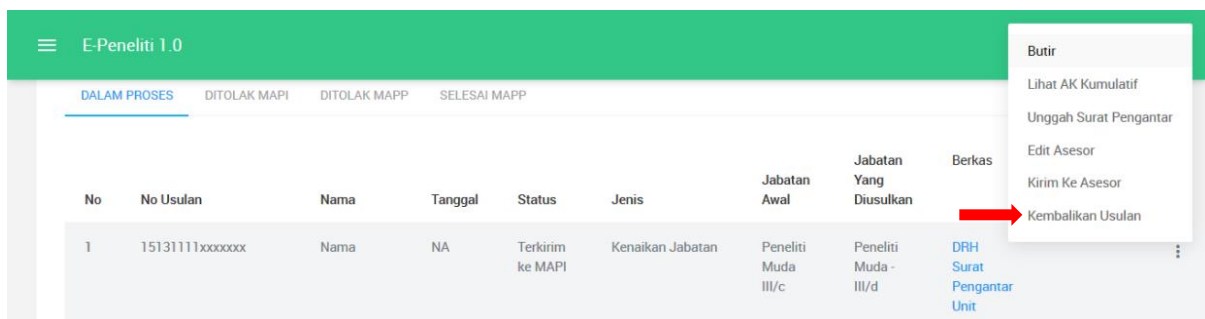 E-Peneliti 1.0
Butir
Lihat AK Kumulatif
Unggah Surat Pengantar
Edit Asesor
Kirim Ke Asesor
Kembalikan Usulan
DALAM PROSES DITOLAK MAPI DITOLAK MAPP SELESAI MAPP
No No Usulan Nama Tanggal Status Jenis Jabatan Awal Jabatan Yang Diusulkan Berkas
1 15131111xxxxxxx Nama NA Terkirim ke MAPI Kenaikan Jabatan Peneliti Muda III/c Peneliti Muda - III/d DRH Surat Pengantar Unit